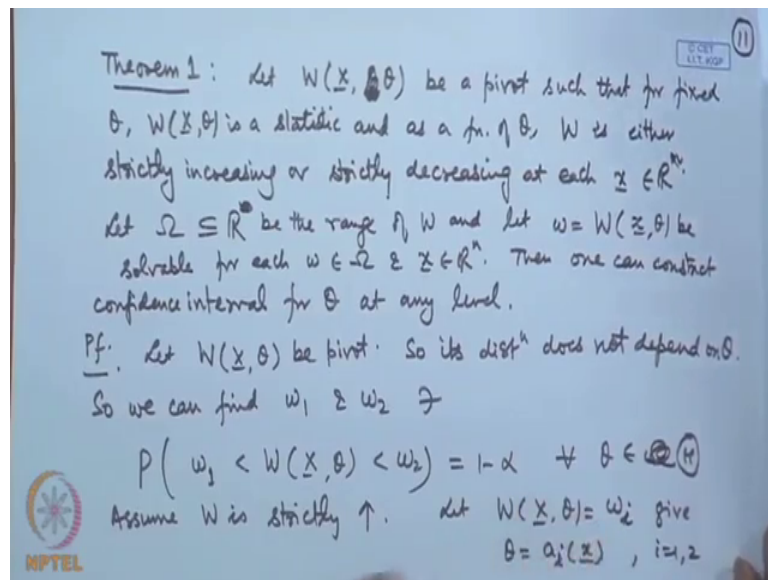 11
© CET
I.I.T. KGP
Theorem 1 : Let W(x, θ) be a pivot such that for fixed
θ, W(x, θ) is a statistic and as a fn. of θ, W is either
strictly increasing or strictly decreasing at each x ∈ ℝⁿ.
Let Ω ⊆ ℝ be the range of W and let w = W(x, θ) be
solvable for each w ∈ Ω & x ∈ ℝⁿ. Then one can construct
confidence interval for θ at any level.
Pf. Let W(x, θ) be pivot. So its distⁿ does not depend on θ.
So we can find w₁ & w₂ ∋
P( w₁ < W(x, θ) < w₂ ) = 1-α ∀ θ ∈ Ⓗ
Assume W is strictly ↑. Let W(x, θ) = wᵢ give
θ = aᵢ(x) , i=1,2
NPTEL